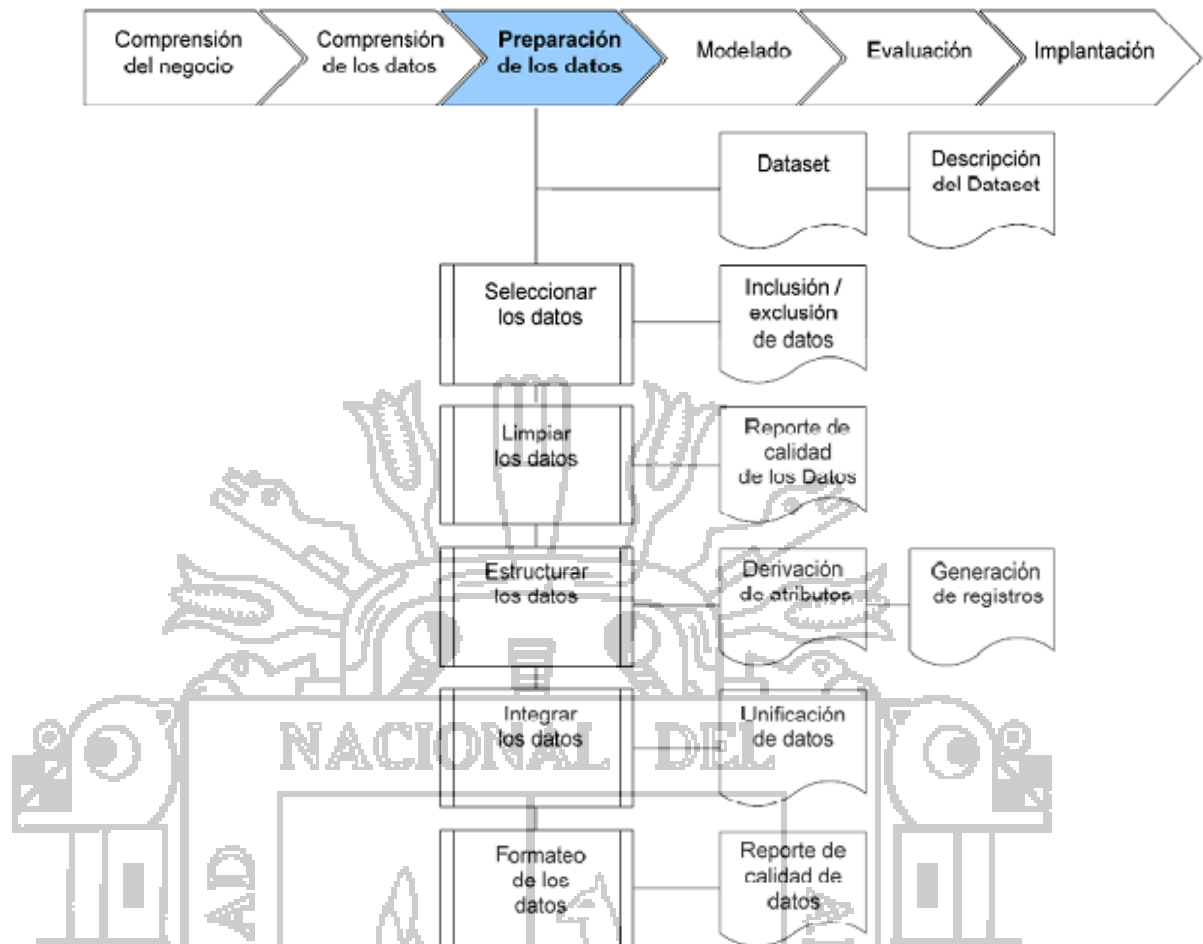 Comprensión
del negocio
Comprensión
de los datos
Preparación
de los datos
Modelado
Evaluación
Implantación
Dataset
Descripción
del Dataset
Seleccionar
los datos
Inclusión /
exclusión
de datos
Limpiar
los datos
Reporte de
calidad
de los Datos
Estructurar
los datos
Derivación
de atributos
Generación
de registros
Integrar
los datos
Unificación
de datos
NACIONAL DEL
Formateo
de los
datos
Reporte de
calidad de
datos
AD